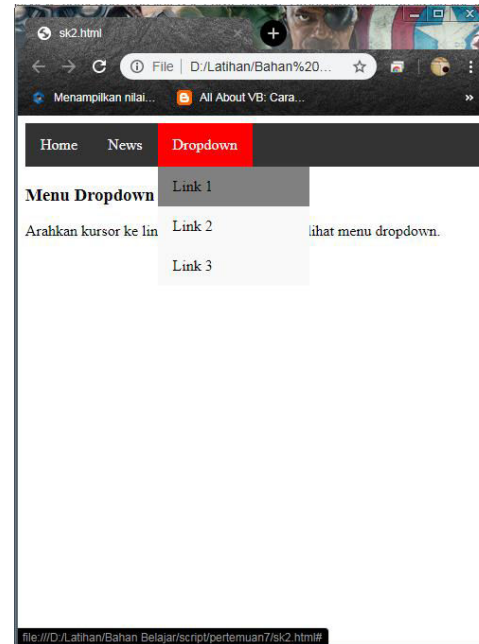 sk2.html
File | D:/Latihan/Bahan%20...
Menampilkan nilai... All About VB: Cara... »
Home News Dropdown
Link 1
Menu Dropdown
Link 2
Arahkan kursor ke lin lihat menu dropdown.
Link 3
file:///D:/Latihan/Bahan Belajar/script/pertemuan7/sk2.html#